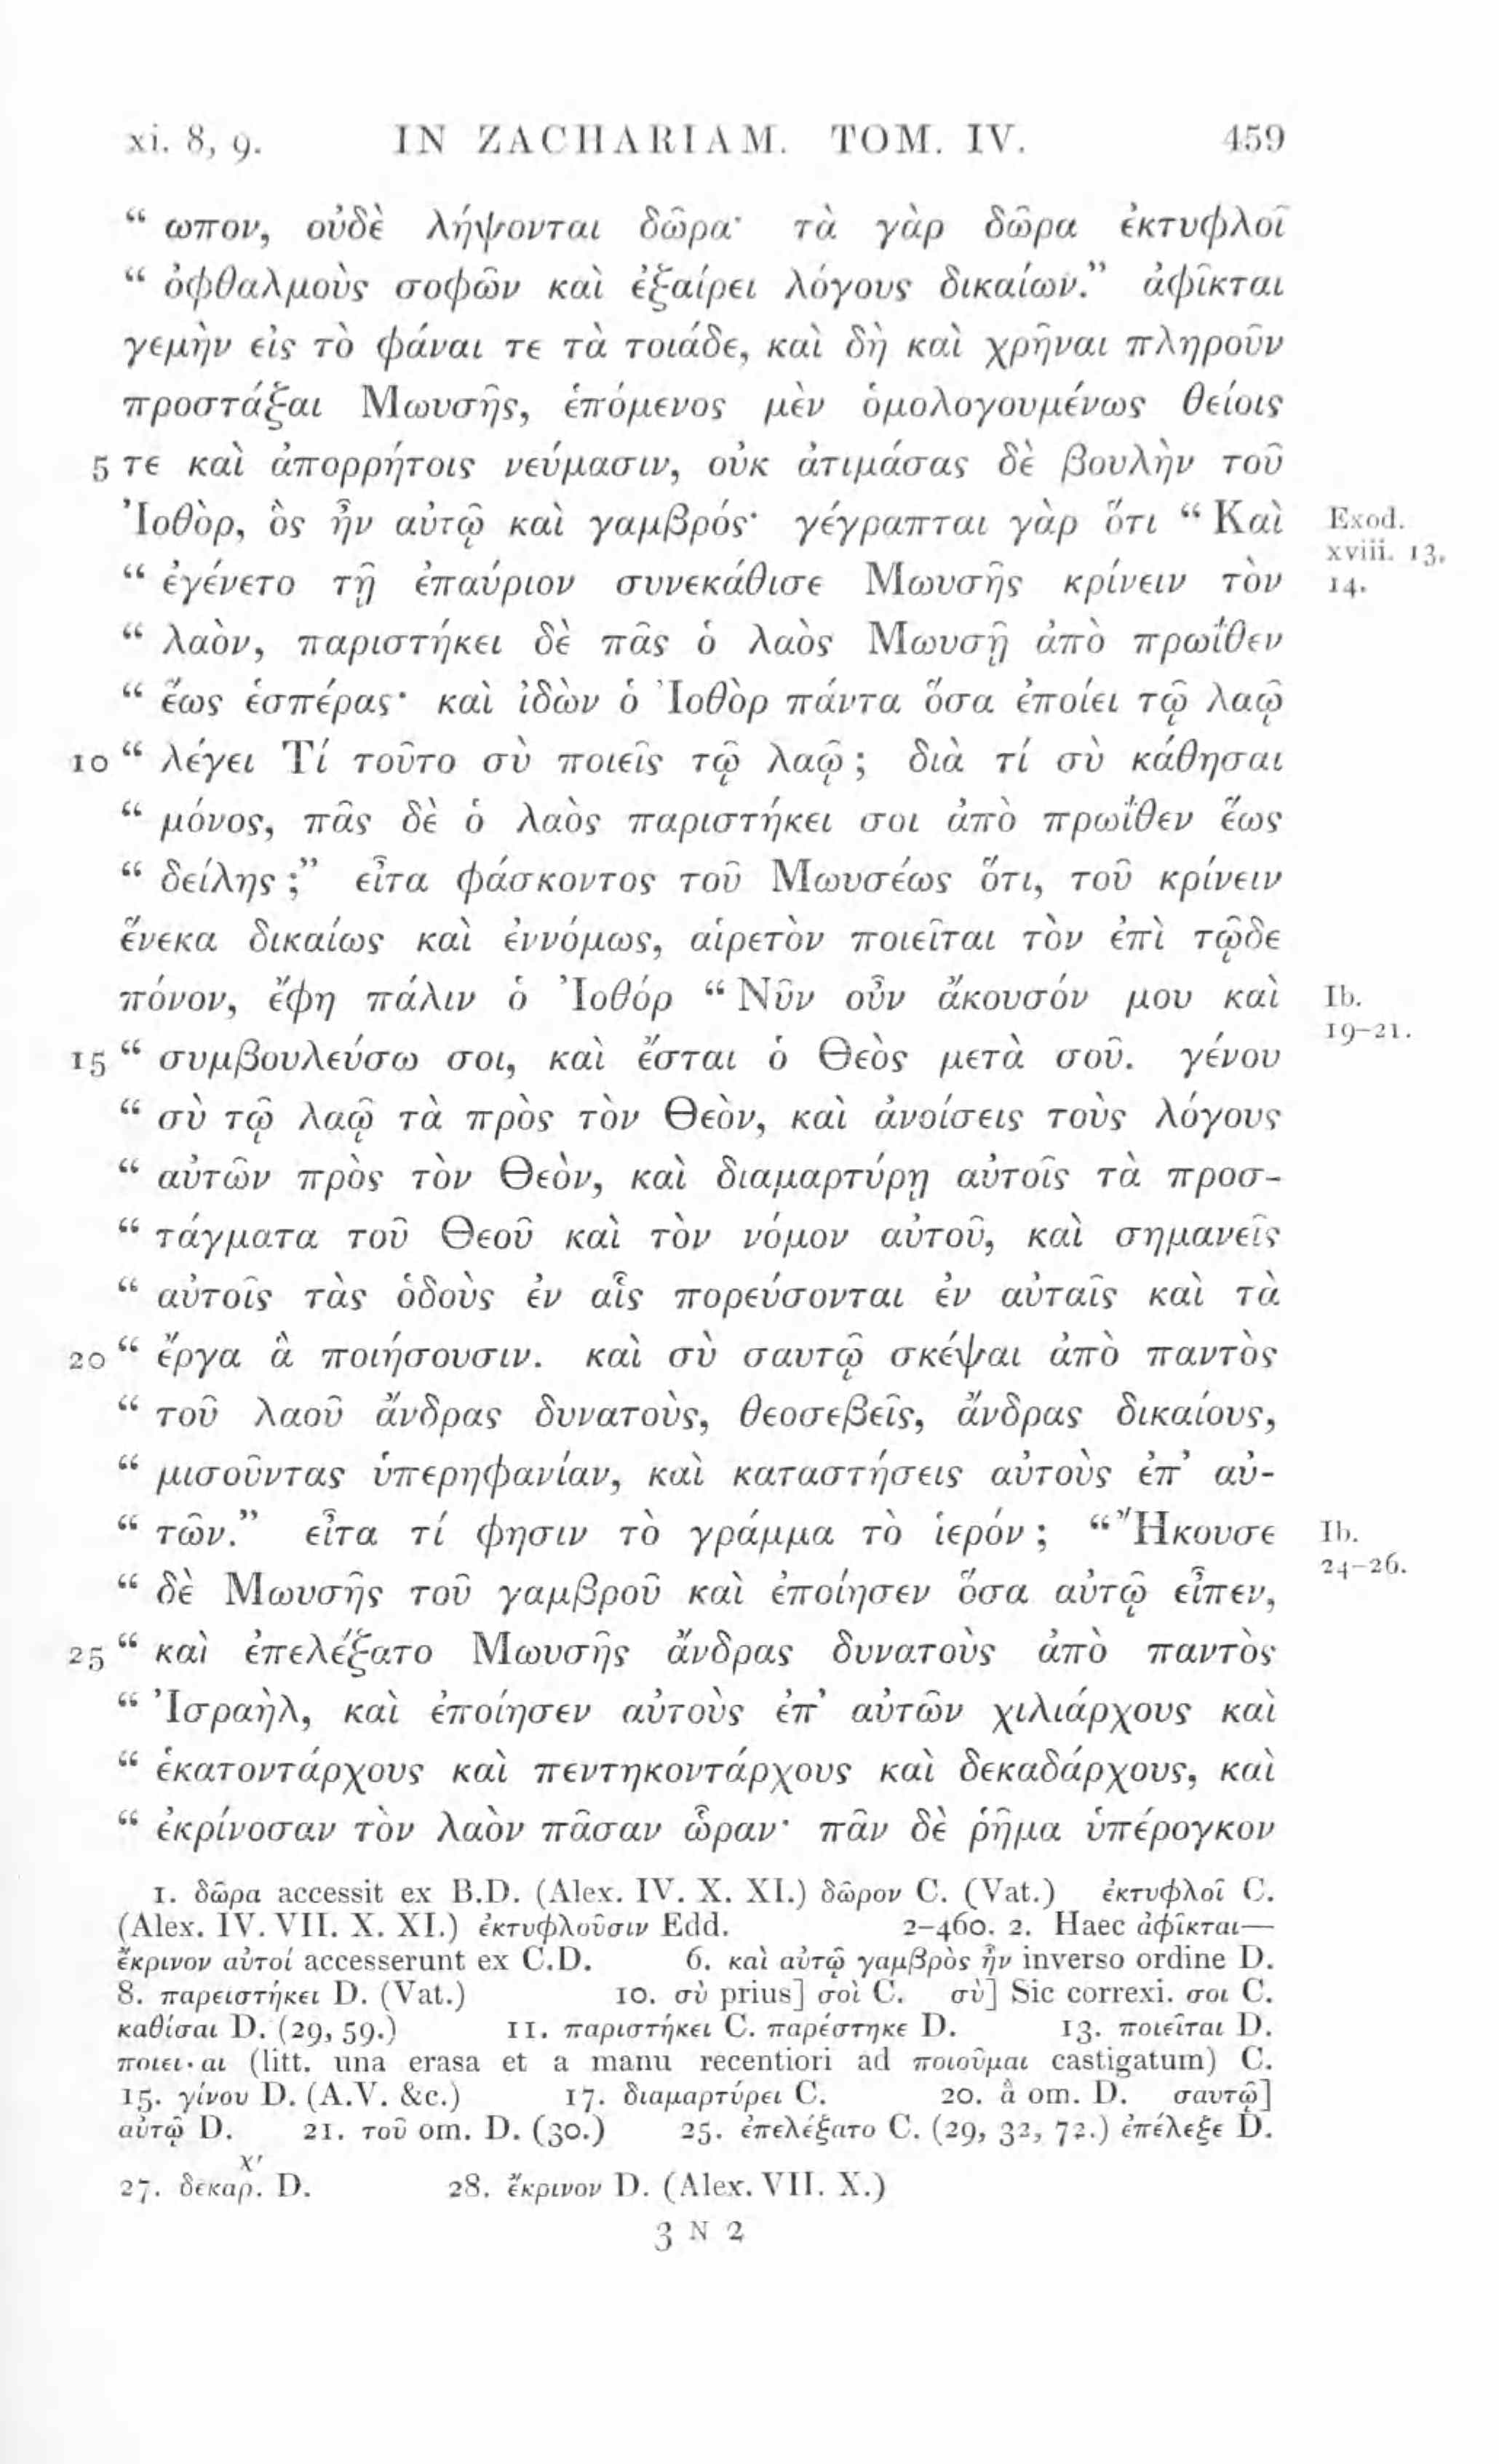 xi. 8, 9. IN ZACHARIAM. TOM. IV. 459
“ ωπον, οὐδὲ λήψονται δῶρα· τὰ γὰρ δῶρα ἐκτυφλοῖ
“ ὀφθαλμοὺς σοφῶν καὶ ἐξαίρει λόγους δικαίων.” ἀφῖκται
γεμὴν εἰς τὸ φάναι τε τὰ τοιάδε, καὶ δὴ καὶ χρῆναι πληροῦν
προστάξαι Μωυσῆς, ἑπόμενος μὲν ὁμολογουμένως θείοις
5 τε καὶ ἀπορρήτοις νεύμασιν, οὐκ ἀτιμάσας δὲ βουλὴν τοῦ
Ἰοθὸρ, ὃς ἦν αὐτῷ καὶ γαμβρός· γέγραπται γὰρ ὅτι “ Καὶ Exod.
xviii. 13.
“ ἐγένετο τῇ ἐπαύριον συνεκάθισε Μωυσῆς κρίνειν τὸν 14.
“ λαὸν, παριστήκει δὲ πᾶς ὁ λαὸς Μωυσῇ ἀπὸ πρωΐθεν
“ ἕως ἑσπέρας· καὶ ἰδὼν ὁ Ἰοθὸρ πάντα ὅσα ἐποίει τῷ λαῷ
10 “ λέγει Τί τοῦτο σὺ ποιεῖς τῷ λαῷ ; διὰ τί σὺ κάθησαι
“ μόνος, πᾶς δὲ ὁ λαὸς παριστήκει σοι ἀπὸ πρωΐθεν ἕως
“ δείλης ;” εἶτα φάσκοντος τοῦ Μωυσέως ὅτι, τοῦ κρίνειν
ἕνεκα δικαίως καὶ ἐννόμως, αἱρετὸν ποιεῖται τὸν ἐπὶ τῷδε
πόνον, ἔφη πάλιν ὁ Ἰοθόρ “ Νῦν οὖν ἄκουσόν μου καὶ Ib.
19–21.
15 “ συμβουλεύσω σοι, καὶ ἔσται ὁ Θεὸς μετὰ σοῦ. γένου
“ σὺ τῷ λαῷ τὰ πρὸς τὸν Θεὸν, καὶ ἀνοίσεις τοὺς λόγους
“ αὐτῶν πρὸς τὸν Θεὸν, καὶ διαμαρτύρῃ αὐτοῖς τὰ προσ-
“ τάγματα τοῦ Θεοῦ καὶ τὸν νόμον αὐτοῦ, καὶ σημανεῖς
“ αὐτοῖς τὰς ὁδοὺς ἐν αἷς πορεύσονται ἐν αὐταῖς καὶ τὰ
20 “ ἔργα ἃ ποιήσουσιν. καὶ σὺ σαυτῷ σκέψαι ἀπὸ παντὸς
“ τοῦ λαοῦ ἄνδρας δυνατοὺς, θεοσεβεῖς, ἄνδρας δικαίους,
“ μισοῦντας ὑπερηφανίαν, καὶ καταστήσεις αὐτοὺς ἐπ’ αὐ-
“ τῶν.” εἶτα τί φησιν τὸ γράμμα τὸ ἱερόν ; “ Ἤκουσε Ib.
24–26.
“ δὲ Μωυσῆς τοῦ γαμβροῦ καὶ ἐποίησεν ὅσα αὐτῷ εἶπεν,
25 “ καὶ ἐπελέξατο Μωυσῆς ἄνδρας δυνατοὺς ἀπὸ παντὸς
“ Ἰσραὴλ, καὶ ἐποίησεν αὐτοὺς ἐπ’ αὐτῶν χιλιάρχους καὶ
“ ἑκατοντάρχους καὶ πεντηκοντάρχους καὶ δεκαδάρχους, καὶ
“ ἐκρίνοσαν τὸν λαὸν πᾶσαν ὥραν· πᾶν δὲ ῥῆμα ὑπέρογκον
1. δῶρα accessit ex B.D. (Alex. IV. X. XI.) δῶρον C. (Vat.) ἐκτυφλοῖ C.
(Alex. IV. VII. X. XI.) ἐκτυφλοῦσιν Edd. 2–460. 2. Haec ἀφῖκται—
ἔκρινον αὐτοί accesserunt ex C.D. 6. καὶ αὐτῷ γαμβρὸς ἦν inverso ordine D.
8. παρειστήκει D. (Vat.) 10. σὺ prius] σοὶ C. σὺ] Sic correxi. σοι C.
καθίσαι D. (29, 59.) 11. παριστήκει C. παρέστηκε D. 13. ποιεῖται D.
ποιει·αι (litt. una erasa et a manu recentiori ad ποιοῦμαι castigatum) C.
15. γίνου D. (A.V. &c.) 17. διαμαρτύρει C. 20. ἃ om. D. σαυτῷ]
αὐτῷ D. 21. τοῦ om. D. (30.) 25. ἐπελέξατο C. (29, 32, 72.) ἐπέλεξε D.
χ′
27. δεκαρ. D. 28. ἔκρινον D. (Alex. VII. X.)
3 N 2